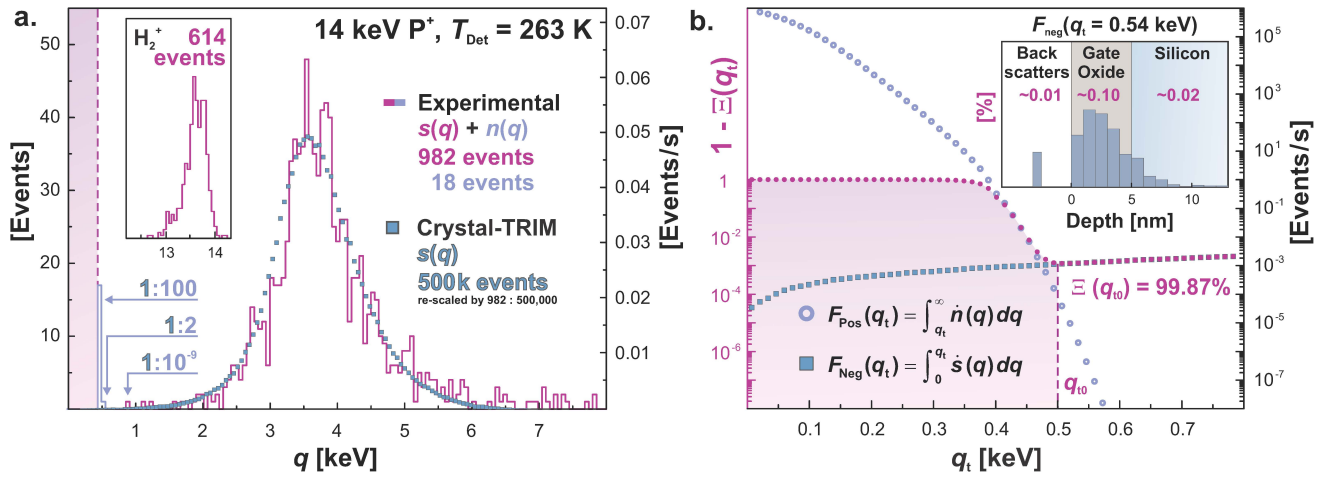 a.
14 keV P⁺, T_Det = 263 K
H₂⁺ 614
events
13 14
Experimental
s(q) + n(q)
982 events
18 events
Crystal-TRIM
s(q)
500k events
re-scaled by 982 : 500,000
1:100
1:2
1:10⁻⁹
[Events]
50
40
30
20
10
[Events/s]
0.07
0.06
0.05
0.04
0.03
0.02
0.01
1 2 3 4 5 6 7
q [keV]
b.
1 - Ξ(q_t)
1
10⁻²
10⁻⁴
10⁻⁶
F_neg(q_t = 0.54 keV)
Back
scatters
Gate
Oxide
Silicon
~0.01 ~0.10 ~0.02
[%]
0 5 10
Depth [nm]
Ξ (q_t0) = 99.87%
F_Pos(q_t) = ∫_{q_t}^{∞} ṅ(q) dq
F_Neg(q_t) = ∫_{0}^{q_t} ṡ(q) dq
q_t0
[Events/s]
10⁵
10³
10¹
10⁻¹
10⁻³
10⁻⁵
10⁻⁷
0.1 0.2 0.3 0.4 0.5 0.6 0.7
q_t [keV]